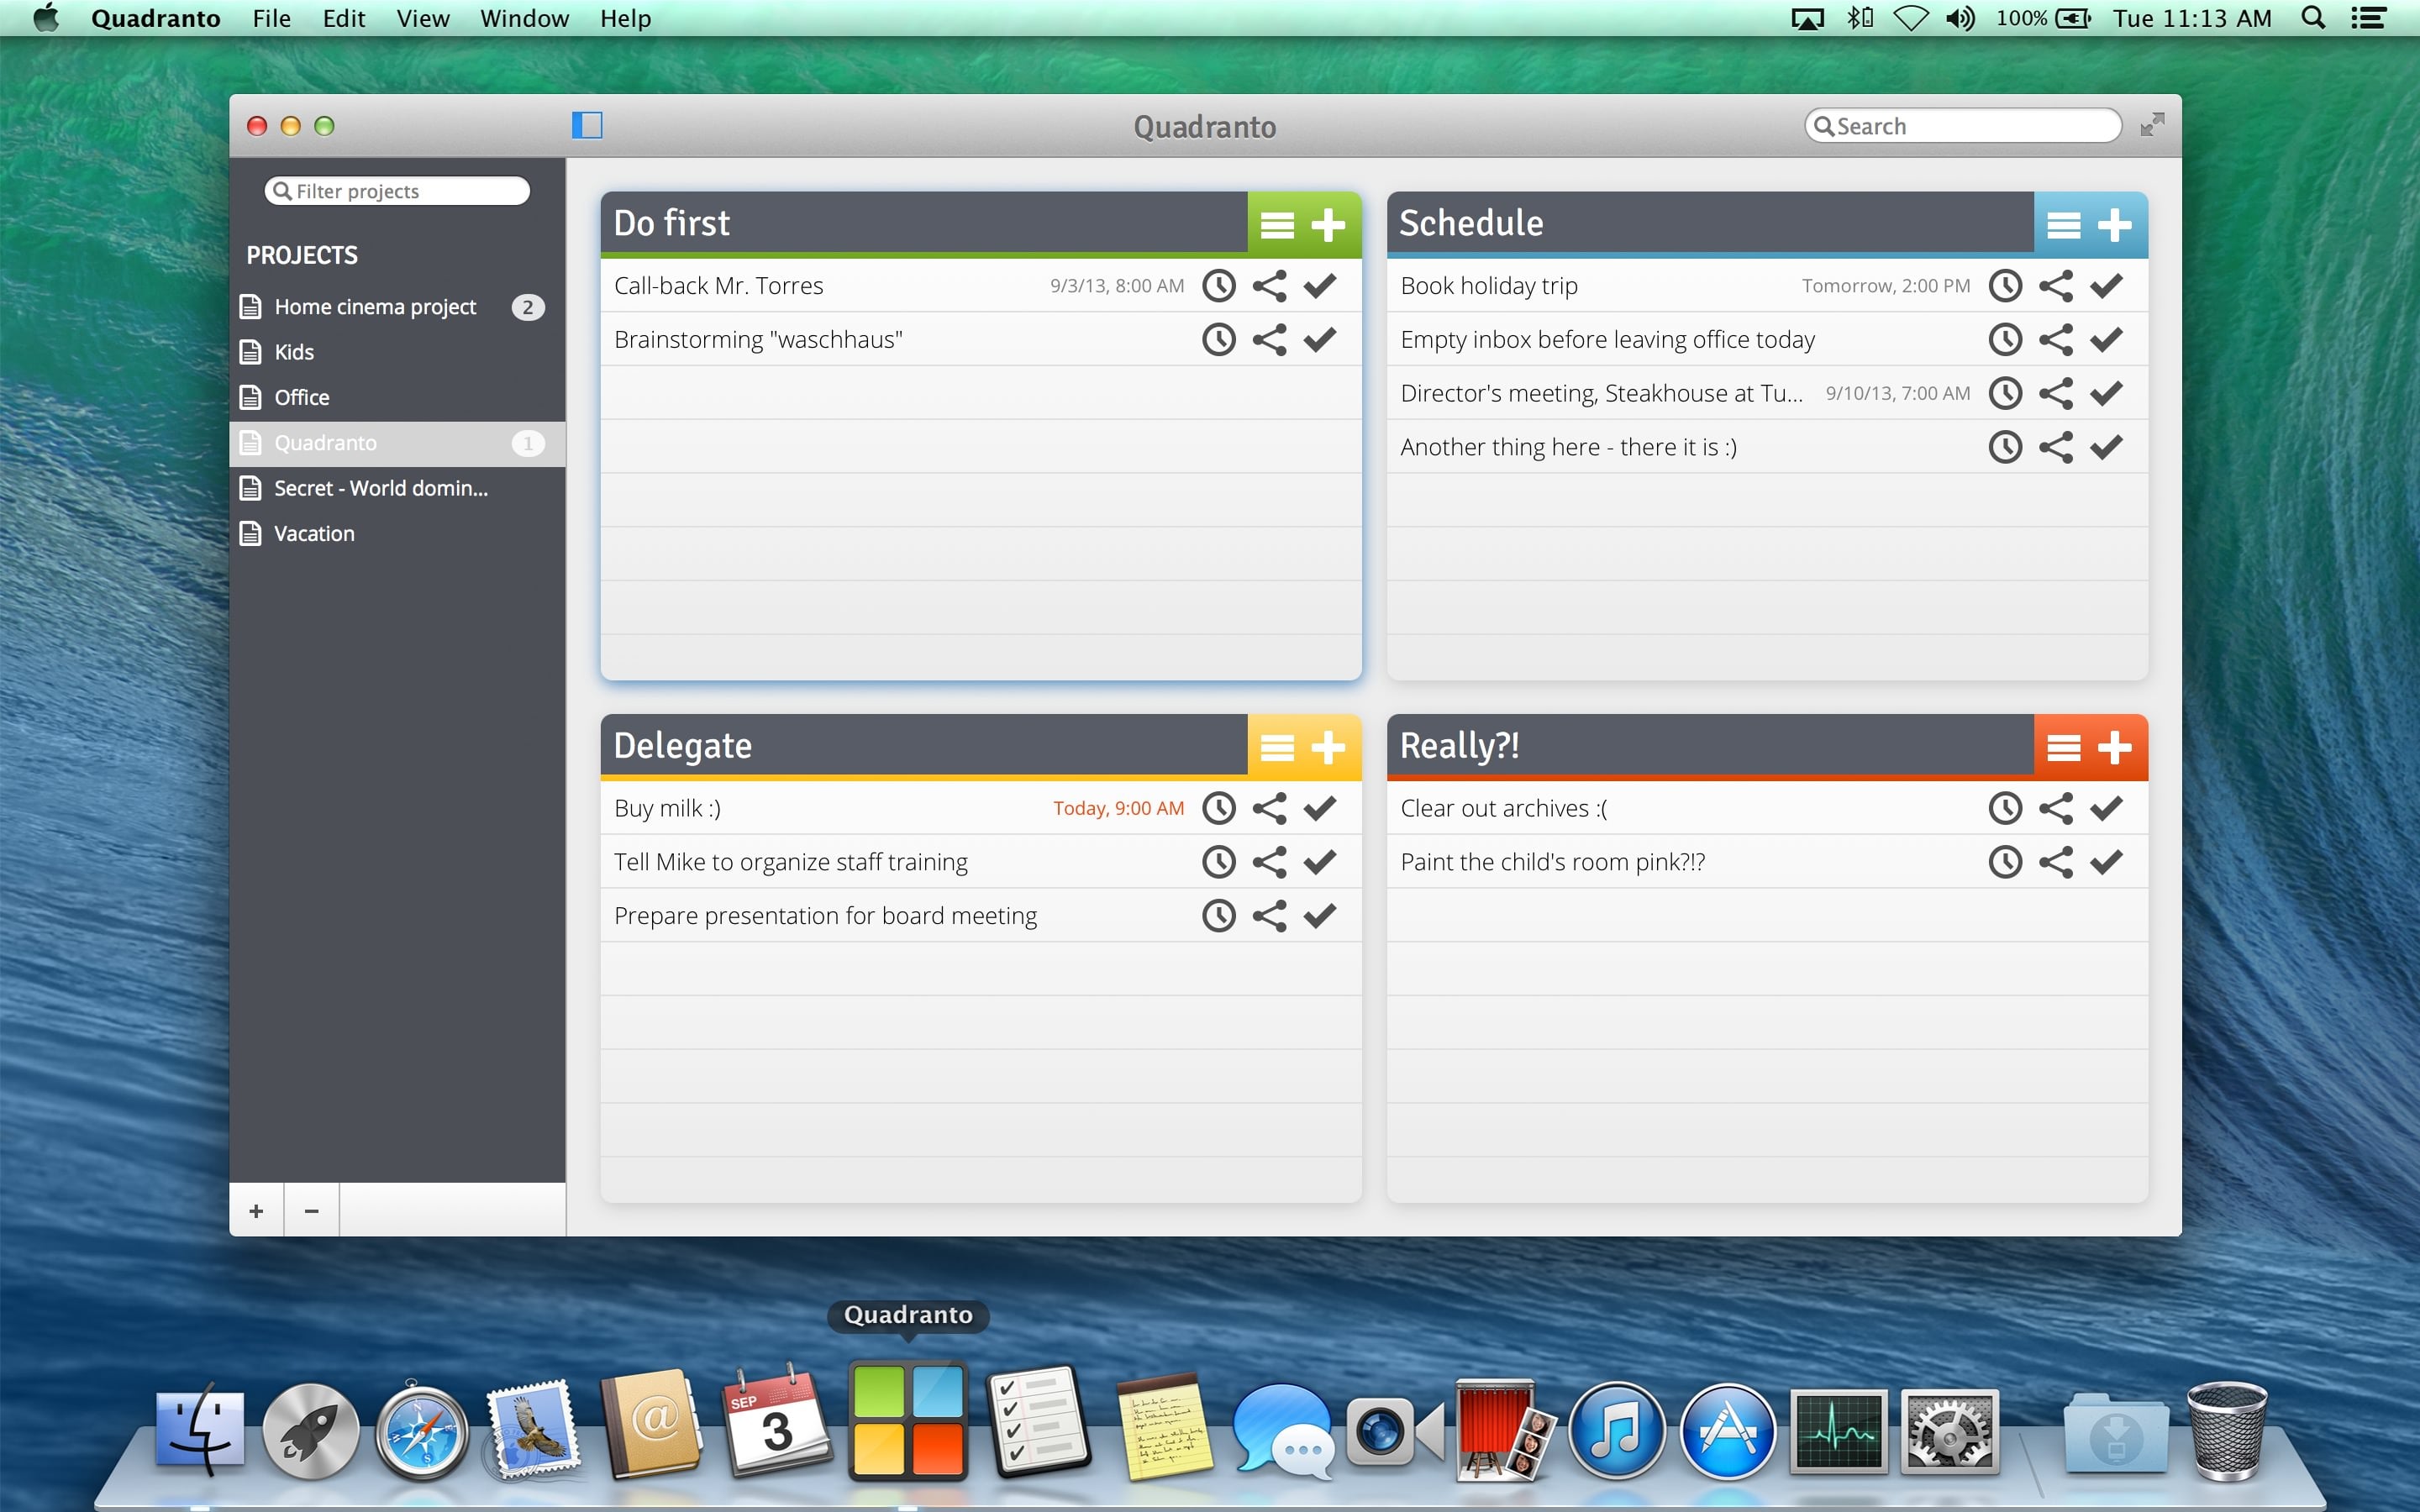 Quadranto File Edit View Window Help 100% Tue 11:13 AM
Quadranto
Search
Filter projects
PROJECTS
Home cinema project 2
Kids
Office
Quadranto 1
Secret - World domin...
Vacation
Do first
Call-back Mr. Torres 9/3/13, 8:00 AM
Brainstorming "waschhaus"
Schedule
Book holiday trip Tomorrow, 2:00 PM
Empty inbox before leaving office today
Director's meeting, Steakhouse at Tu... 9/10/13, 7:00 AM
Another thing here - there it is :)
Delegate
Buy milk :) Today, 9:00 AM
Tell Mike to organize staff training
Prepare presentation for board meeting
Really?!
Clear out archives :(
Paint the child's room pink?!?
+ −
Quadranto
@
SEP
3